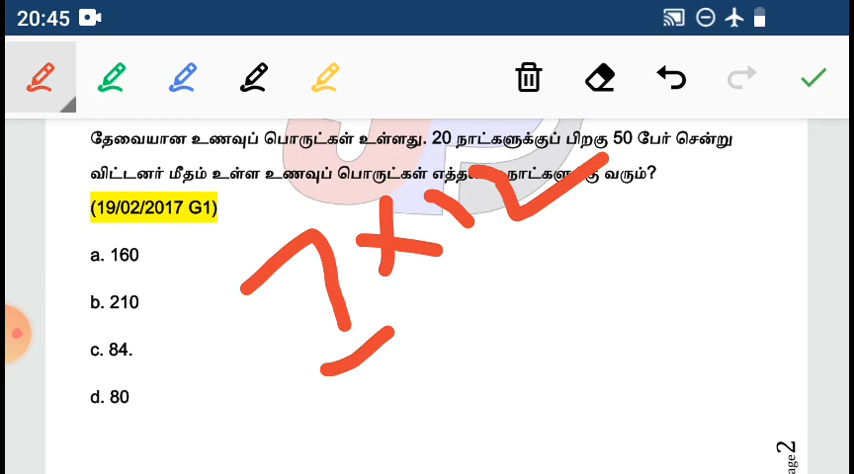 20:45
தேவையான உணவுப் பொருட்கள் உள்ளது. 20 நாட்களுக்குப் பிறகு 50 பேர் சென்று
விட்டனர் மீதம் உள்ள உணவுப் பொருட்கள் வரும்?
(19/02/2017 G1)
a. 160
b. 210
c. 84.
d. 80
2